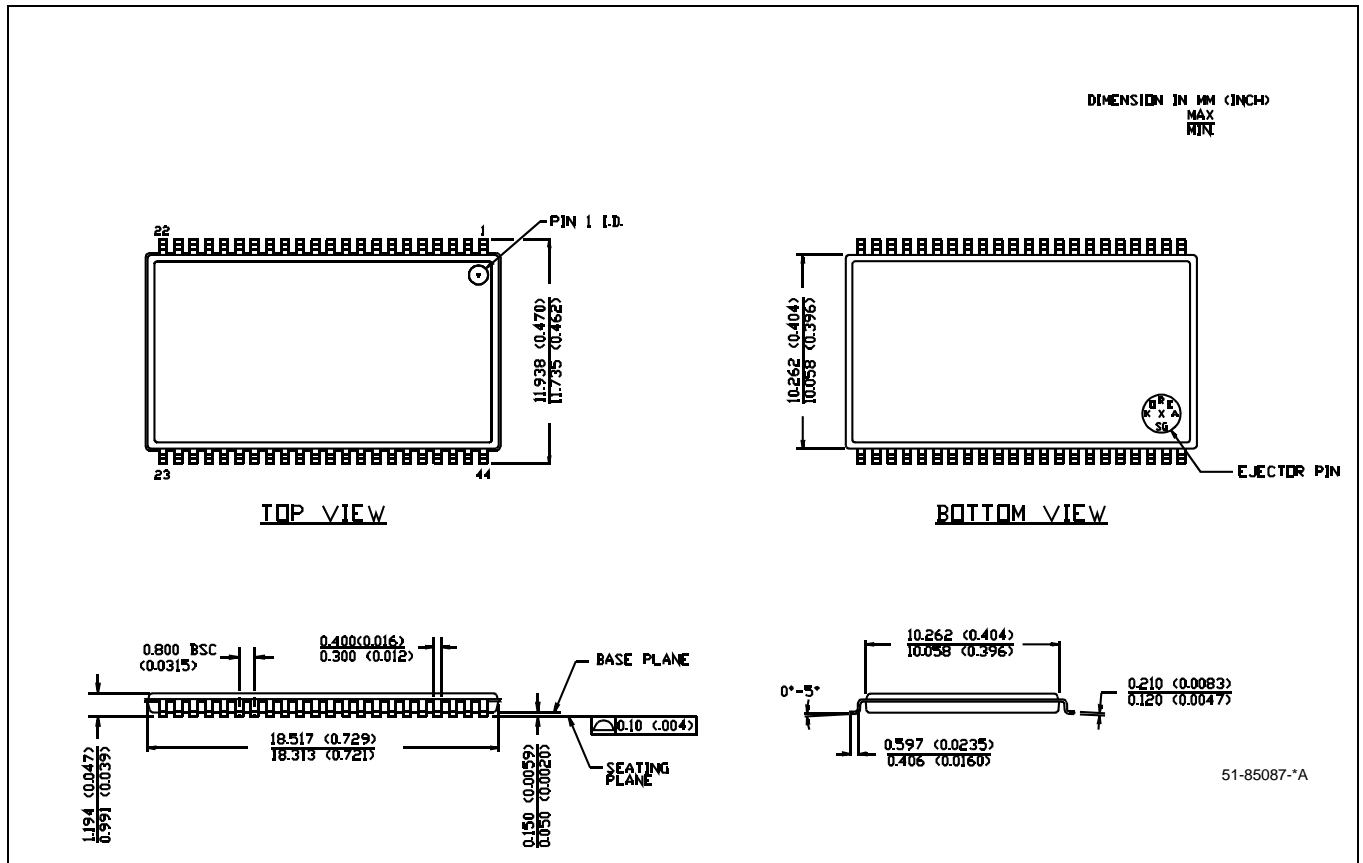 DIMENSION IN MM (INCH)
MAX
MIN.
22
1
PIN 1 I.D.
11.938 (0.470)
11.735 (0.462)
23
44
TOP VIEW
10.262 (0.404)
10.058 (0.396)
O R E
K X A
SG
EJECTOR PIN
BOTTOM VIEW
0.800 BSC
(0.0315)
0.400(0.016)
0.300 (0.012)
BASE PLANE
0.10 (.004)
18.517 (0.729)
18.313 (0.721)
1.194 (0.047)
0.991 (0.039)
0.150 (0.0059)
0.050 (0.0020)
SEATING
PLANE
10.262 (0.404)
10.058 (0.396)
0°-5°
0.210 (0.0083)
0.120 (0.0047)
0.597 (0.0235)
0.406 (0.0160)
51-85087-*A